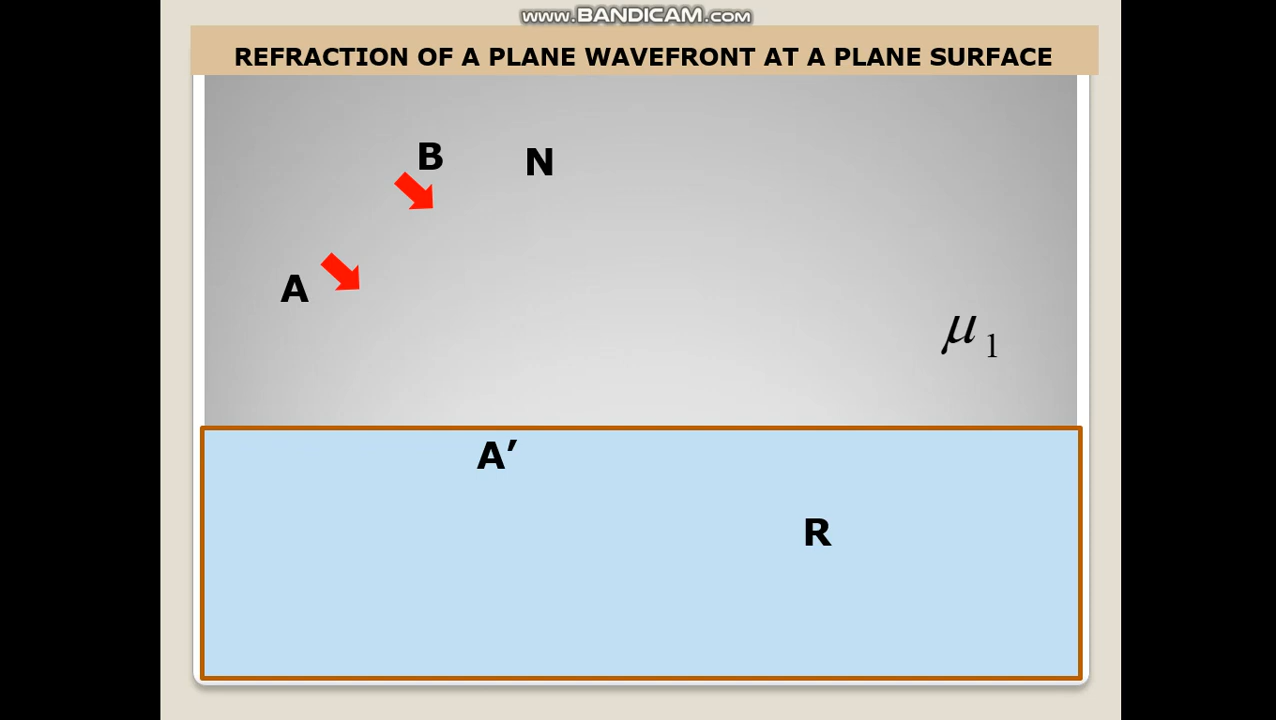 WWW.BANDICAM.COM
REFRACTION OF A PLANE WAVEFRONT AT A PLANE SURFACE
B
N
A
μ₁
A′
R